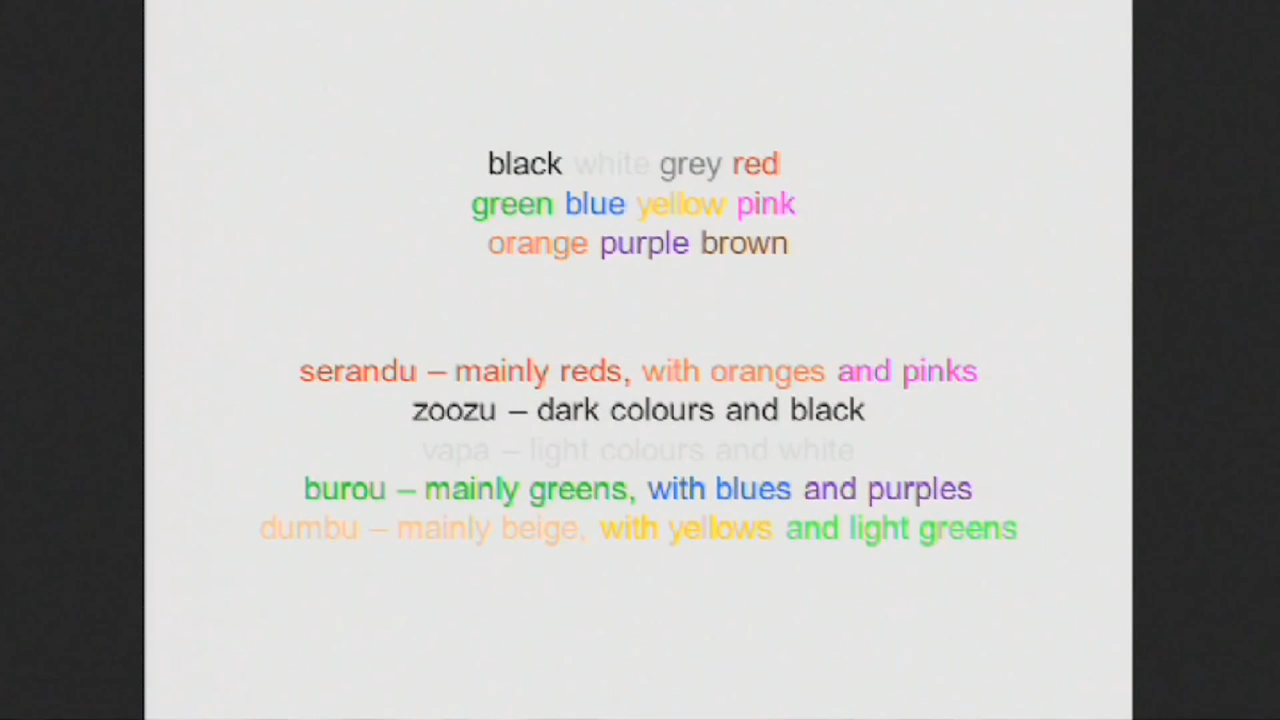 black white grey red
green blue yellow pink
orange purple brown
serandu – mainly reds, with oranges and pinks
zoozu – dark colours and black
vapa – light colours and white
burou – mainly greens, with blues and purples
dumbu – mainly beige, with yellows and light greens